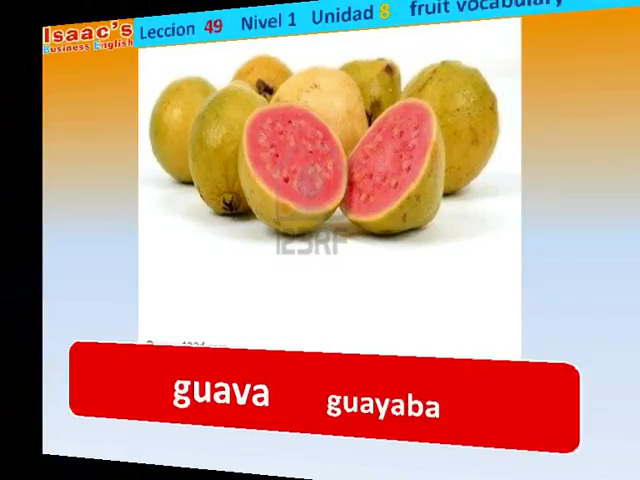 Isaac's
Business English
Leccion 49 Nivel 1 Unidad 8 fruit vocabulary
123RF
guava guayaba